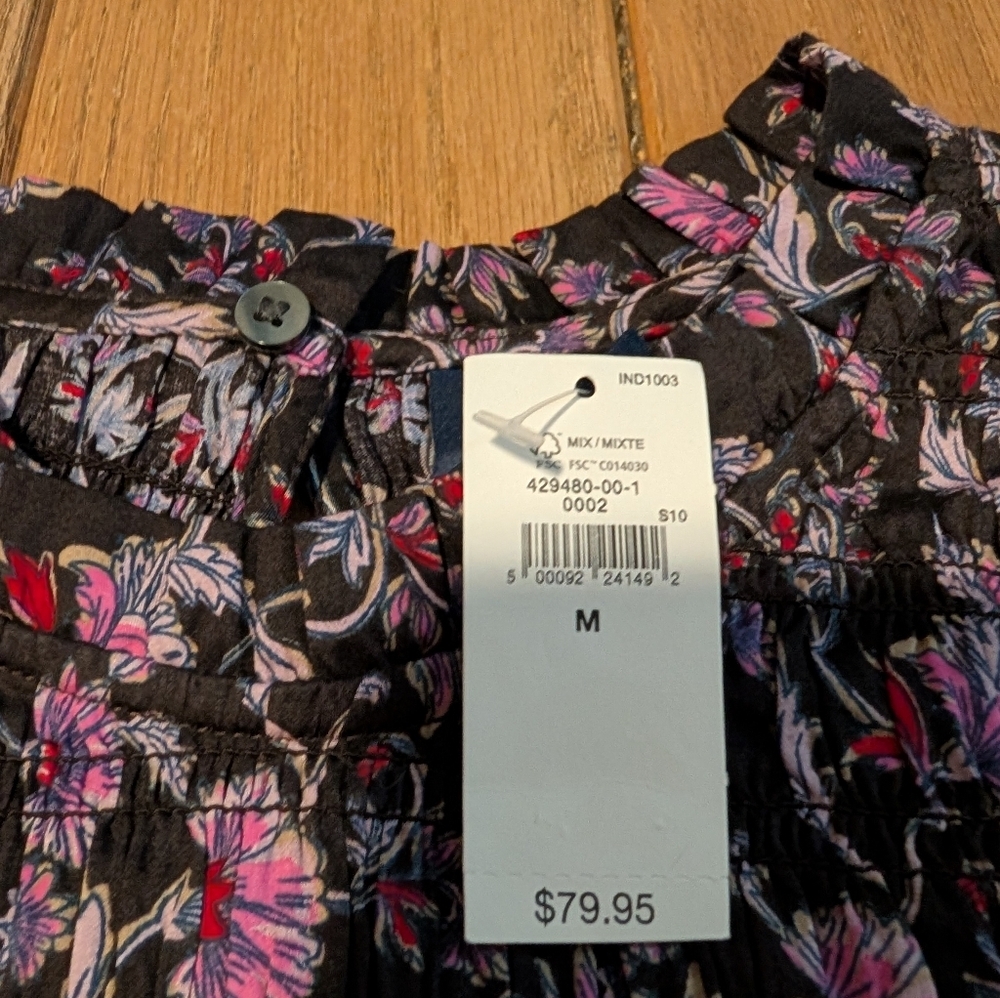 IND1003
MIX/MIXTE
FSC FSC™ C014030
429480-00-1
0002
S10
5 00092 24149 2
M
$79.95